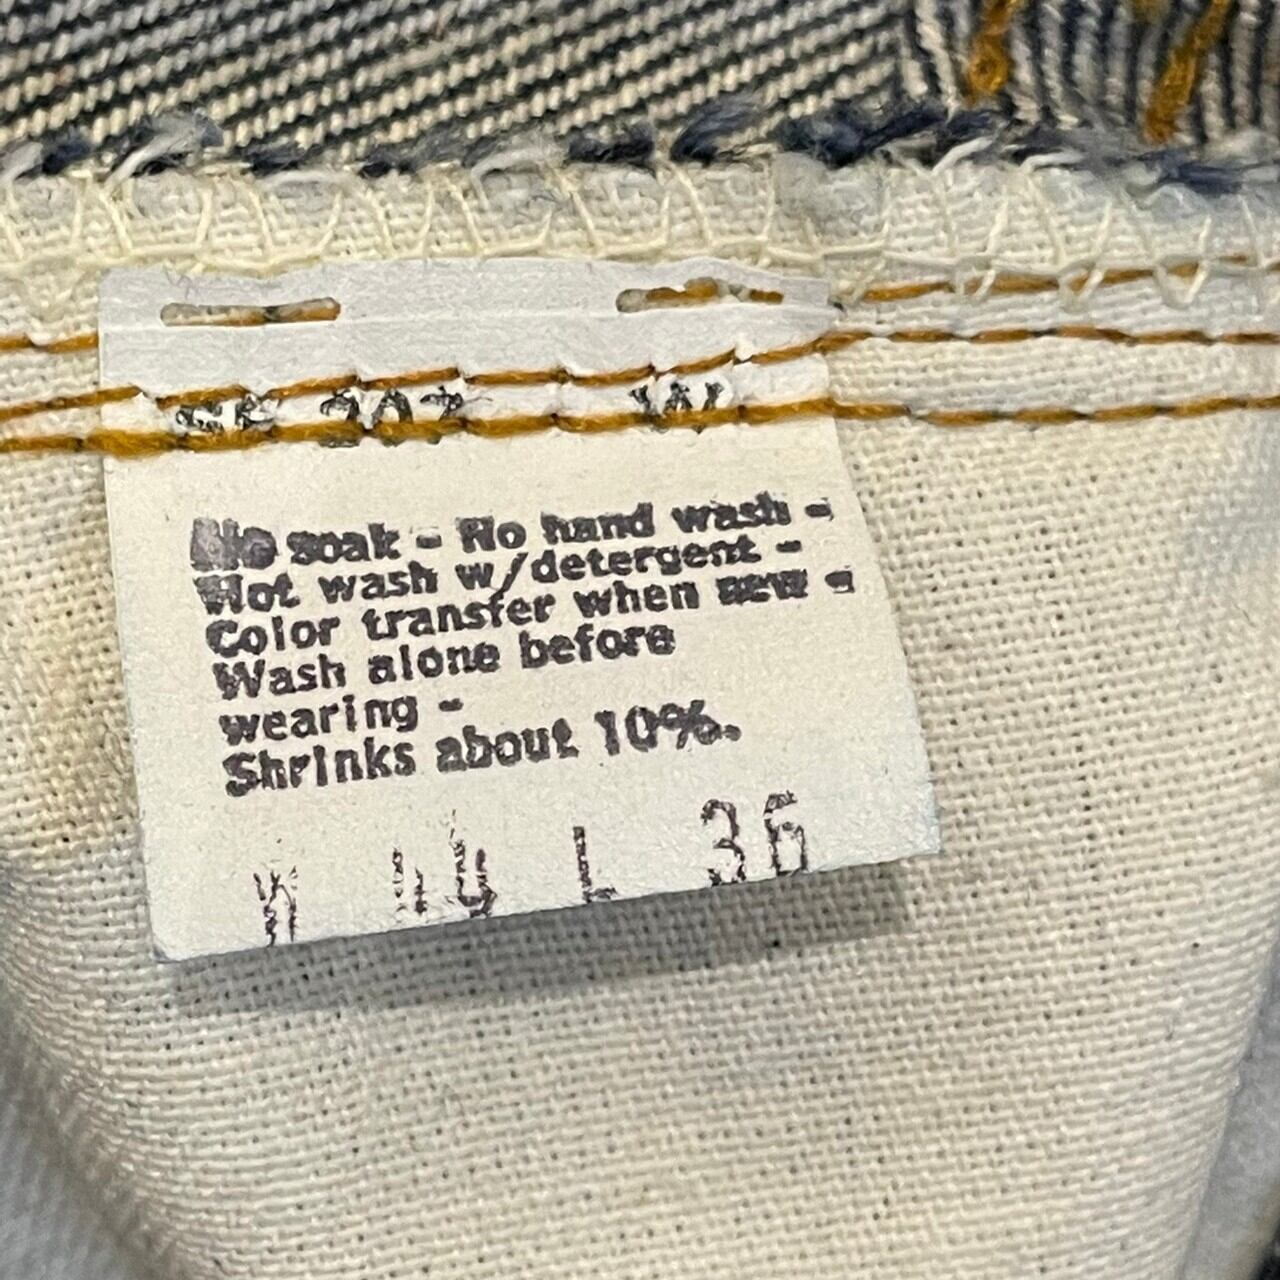 No soak - No hand wash -
Hot wash w/detergent -
Color transfer when new -
Wash alone before
wearing -
Shrinks about 10%.
W 44 L 36